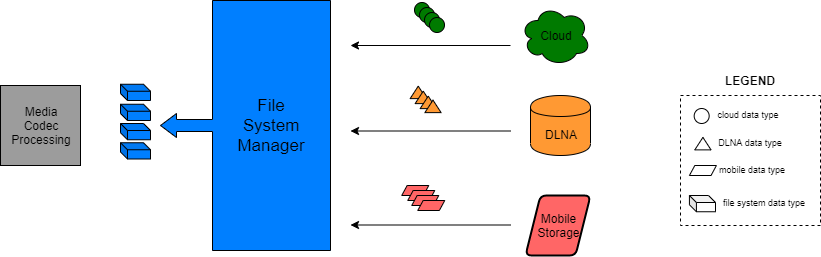 Media
Codec
Processing
File
System
Manager
Cloud
DLNA
Mobile
Storage
LEGEND
cloud data type
DLNA data type
mobile data type
file system data type